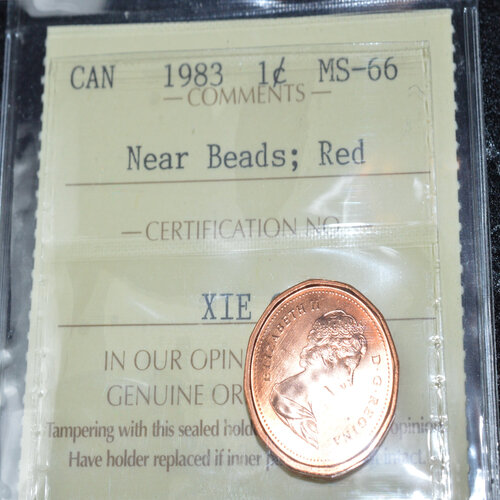 CAN 1983 1¢ MS-66
COMMENTS
Near Beads; Red
CERTIFICATION NO.
XIE
IN OUR OPIN
GENUINE OR
Tampering with this sealed hold opinion
Have holder replaced if inner
ELIZABETH II D·G·REGINA